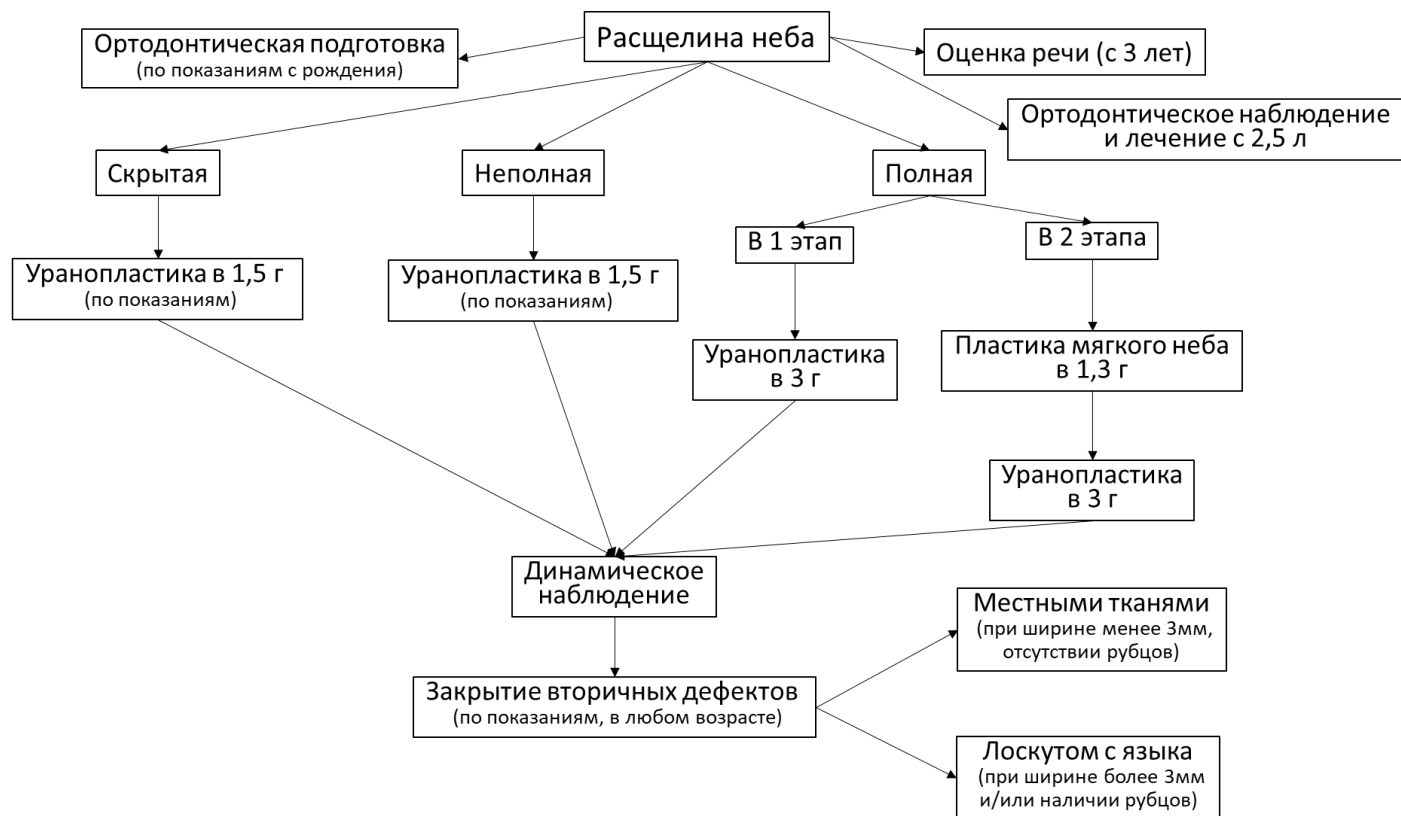 Расщелина неба
Ортодонтическая подготовка
(по показаниям с рождения)
Оценка речи (с 3 лет)
Ортодонтическое наблюдение
и лечение с 2,5 л
Скрытая
Неполная
Полная
В 1 этап
В 2 этапа
Уранопластика в 1,5 г
(по показаниям)
Уранопластика в 1,5 г
(по показаниям)
Уранопластика
в 3 г
Пластика мягкого неба
в 1,3 г
Уранопластика
в 3 г
Динамическое
наблюдение
Закрытие вторичных дефектов
(по показаниям, в любом возрасте)
Местными тканями
(при ширине менее 3мм,
отсутствии рубцов)
Лоскутом с языка
(при ширине более 3мм
и/или наличии рубцов)